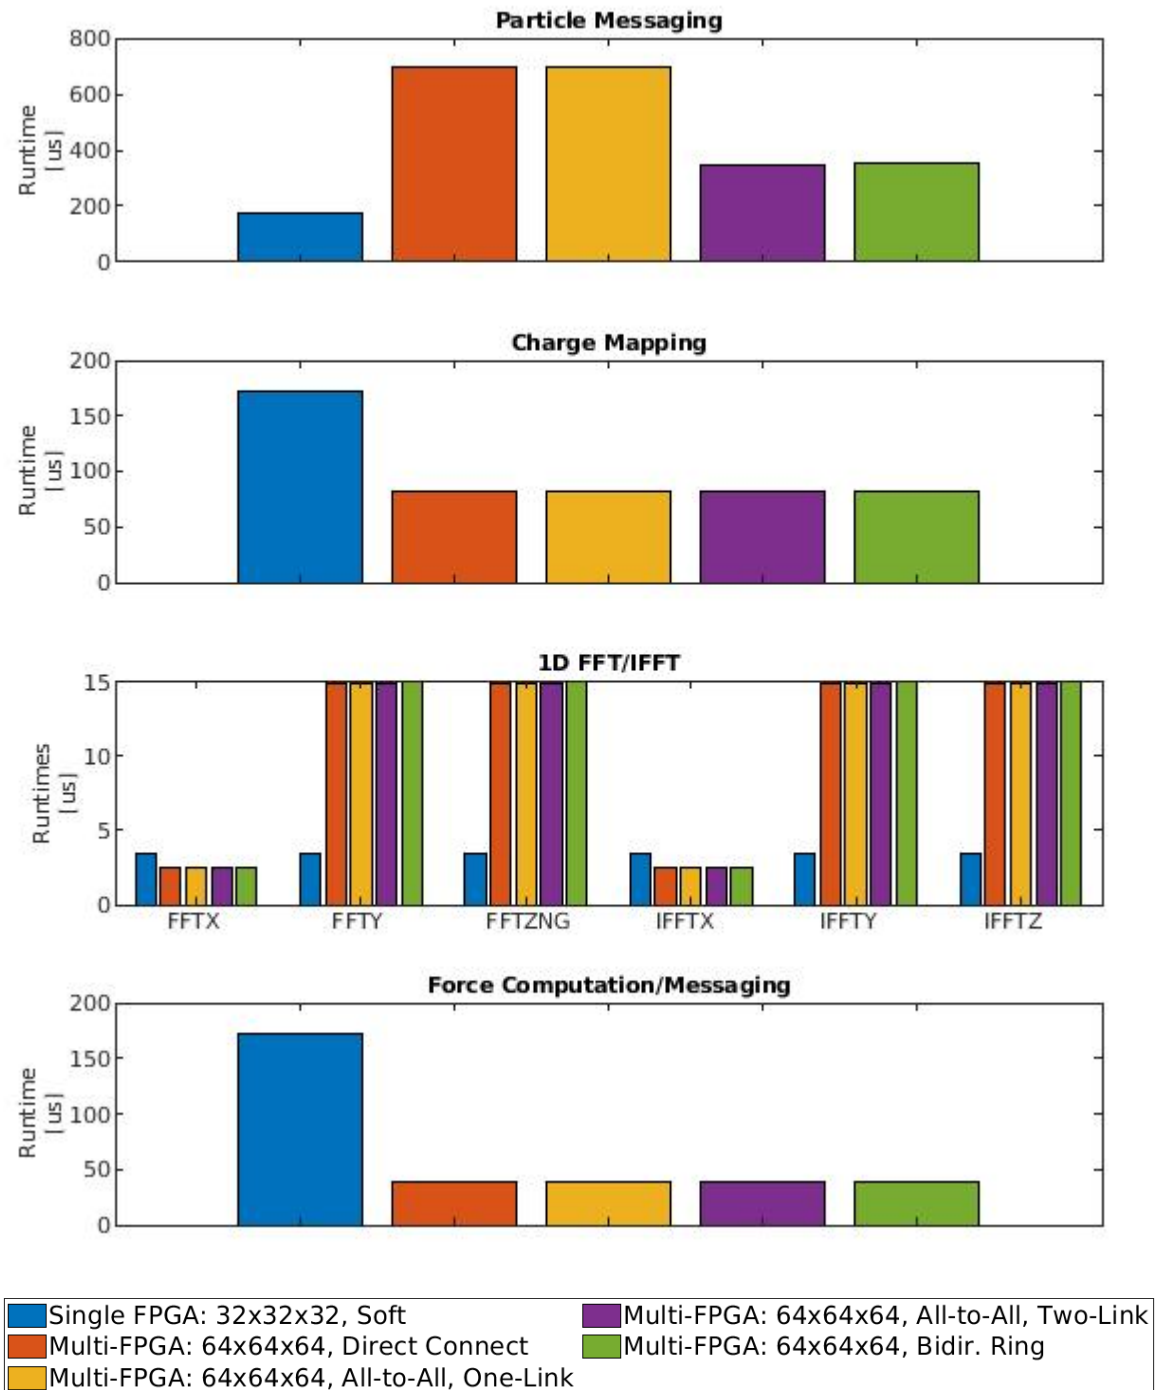 Particle Messaging
800
600
400
200
0
Runtime
[us]
Charge Mapping
200
150
100
50
0
Runtime
[us]
1D FFT/IFFT
15
10
5
0
Runtimes
[us]
FFTX FFTY FFTZNG IFFTX IFFTY IFFTZ
Force Computation/Messaging
200
150
100
50
0
Runtime
[us]
Single FPGA: 32x32x32, Soft
Multi-FPGA: 64x64x64, Direct Connect
Multi-FPGA: 64x64x64, All-to-All, One-Link
Multi-FPGA: 64x64x64, All-to-All, Two-Link
Multi-FPGA: 64x64x64, Bidir. Ring